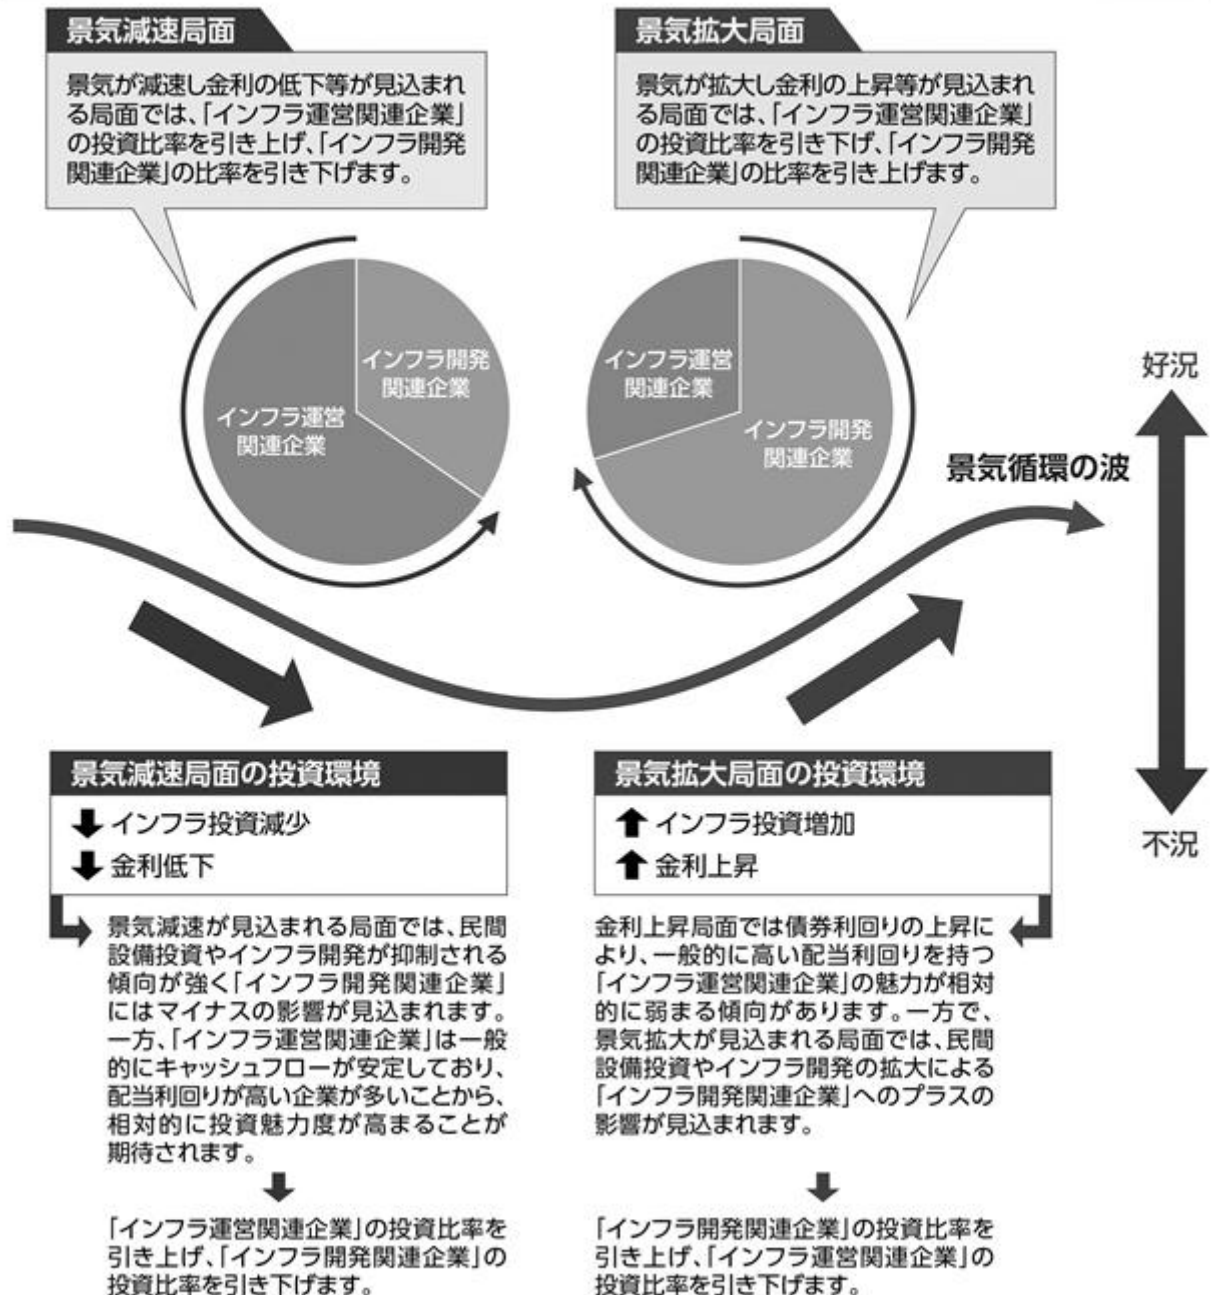 景気減速局面
景気が減速し金利の低下等が見込まれ
る局面では、「インフラ運営関連企業」
の投資比率を引き上げ、「インフラ開発
関連企業」の比率を引き下げます。
景気拡大局面
景気が拡大し金利の上昇等が見込まれ
る局面では、「インフラ運営関連企業」
の投資比率を引き下げ、「インフラ開発
関連企業」の比率を引き上げます。
インフラ開発
関連企業
インフラ運営
関連企業
インフラ運営
関連企業
インフラ開発
関連企業
好況
景気循環の波
不況
景気減速局面の投資環境
インフラ投資減少
金利低下
景気減速が見込まれる局面では、民間
設備投資やインフラ開発が抑制される
傾向が強く「インフラ開発関連企業」
にはマイナスの影響が見込まれます。
一方、「インフラ運営関連企業」は一般
的にキャッシュフローが安定しており、
配当利回りが高い企業が多いことから、
相対的に投資魅力度が高まることが
期待されます。
「インフラ運営関連企業」の投資比率を
引き上げ、「インフラ開発関連企業」の
投資比率を引き下げます。
景気拡大局面の投資環境
インフラ投資増加
金利上昇
金利上昇局面では債券利回りの上昇に
より、一般的に高い配当利回りを持つ
「インフラ運営関連企業」の魅力が相対
的に弱まる傾向があります。一方で、
景気拡大が見込まれる局面では、民間
設備投資やインフラ開発の拡大による
「インフラ開発関連企業」へのプラスの
影響が見込まれます。
「インフラ開発関連企業」の投資比率を
引き上げ、「インフラ運営関連企業」の
投資比率を引き下げます。